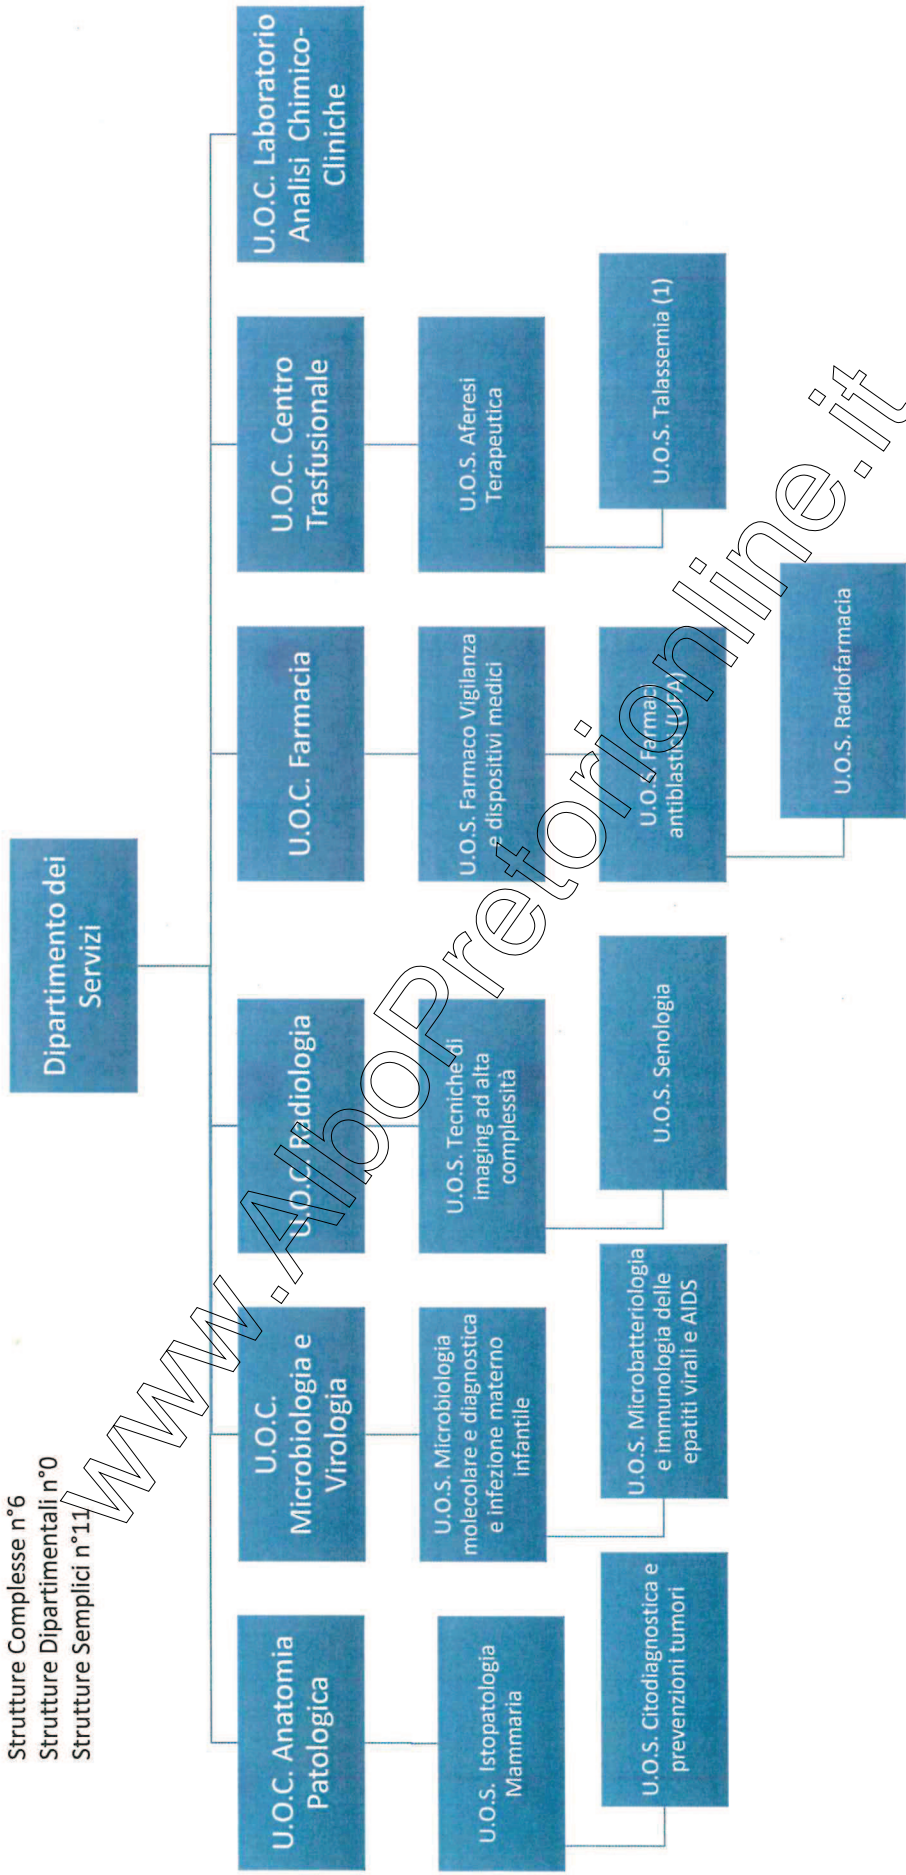 Strutture Complesse n°6
Strutture Dipartimentali n°0
Strutture Semplici n°11
Dipartimento dei
Servizi
U.O.C. Anatomia
Patologica
U.O.C.
Microbiologia e
Virologia
U.O.C. Radiologia
U.O.C. Farmacia
U.O.C. Centro
Trasfusionale
U.O.C. Laboratorio
Analisi Chimico-
Cliniche
U.O.S. Istopatologia
Mammaria
U.O.S. Microbiologia
molecolare e diagnostica
e infezione materno
infantile
U.O.S. Tecniche di
imaging ad alta
complessità
U.O.S. Farmaco Vigilanza
e dispositivi medici
U.O.S. Aferesi
Terapeutica
U.O.S. Citodiagnostica e
prevenzioni tumori
U.O.S. Microbatteriologia
e immunologia delle
epatiti virali e AIDS
U.O.S. Senologia
U.O.S. Farmaci
antiblastici (UFA)
U.O.S. Talassemia (1)
U.O.S. Radiofarmacia
www.AlboPretorionline.it